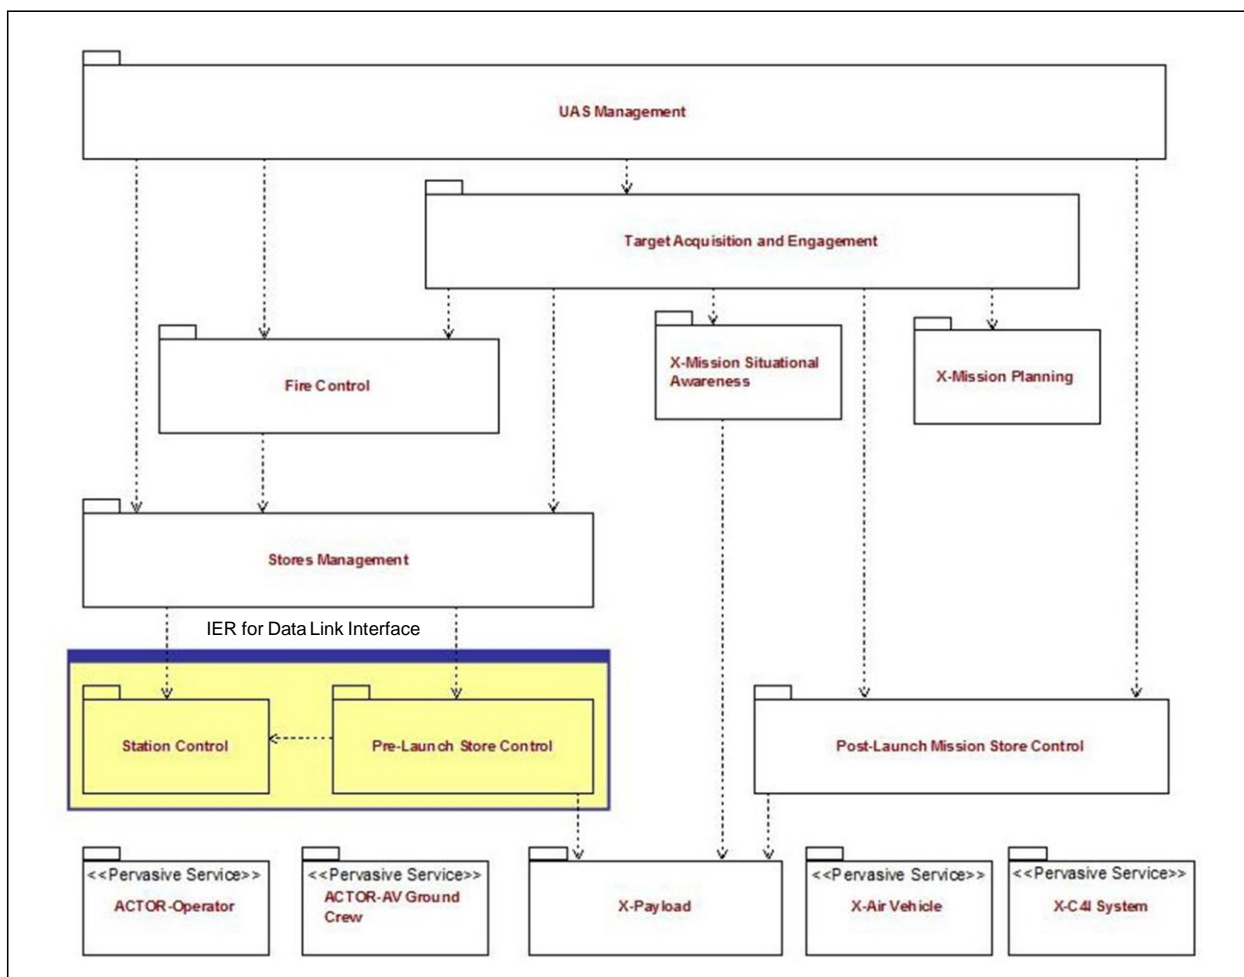 UAS Management
Target Acquisition and Engagement
Fire Control
X-Mission Situational
Awareness
X-Mission Planning
Stores Management
IER for Data Link Interface
Station Control
Pre-Launch Store Control
Post-Launch Mission Store Control
<<Pervasive Service>>
ACTOR-Operator
<<Pervasive Service>>
ACTOR-AV Ground
Crew
X-Payload
<<Pervasive Service>>
X-Air Vehicle
<<Pervasive Service>>
X-C4I System